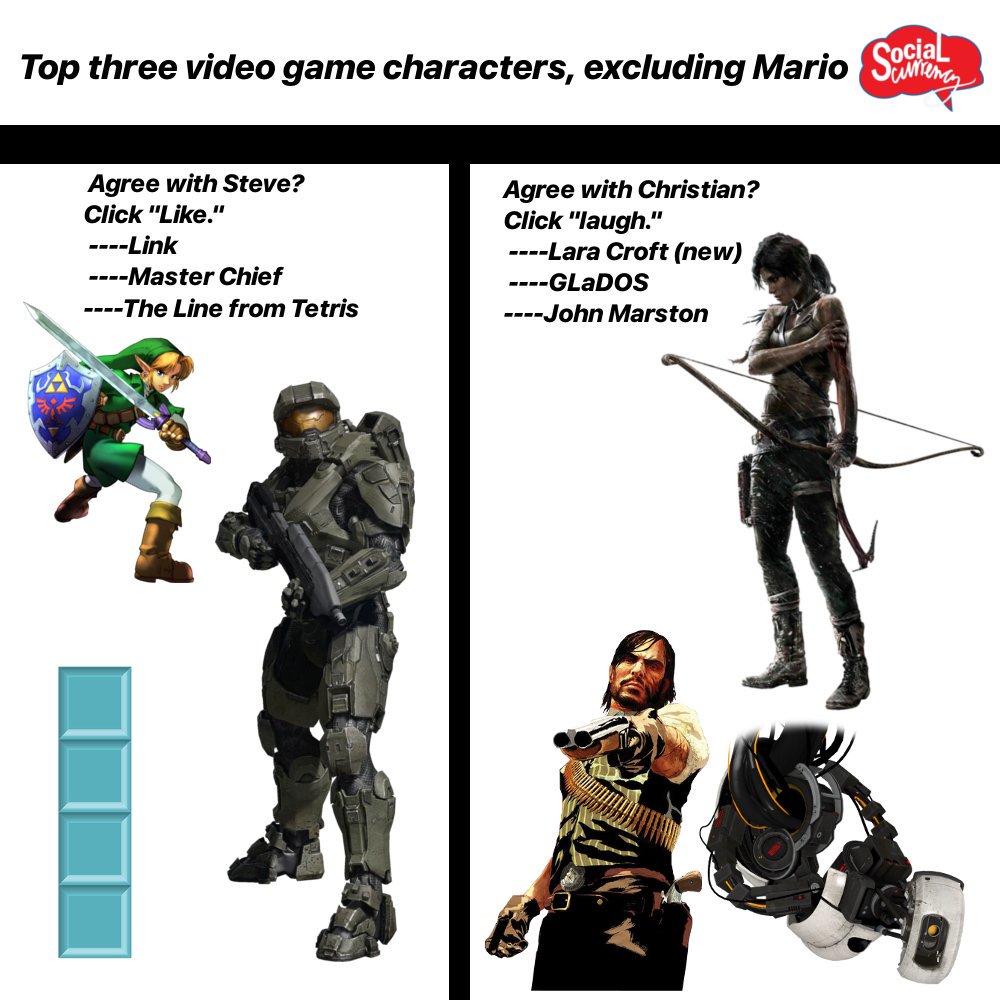 Top three video game characters, excluding Mario
Social
currency
Agree with Steve?
Click "Like."
----Link
----Master Chief
----The Line from Tetris
Agree with Christian?
Click "laugh."
----Lara Croft (new)
----GLaDOS
----John Marston